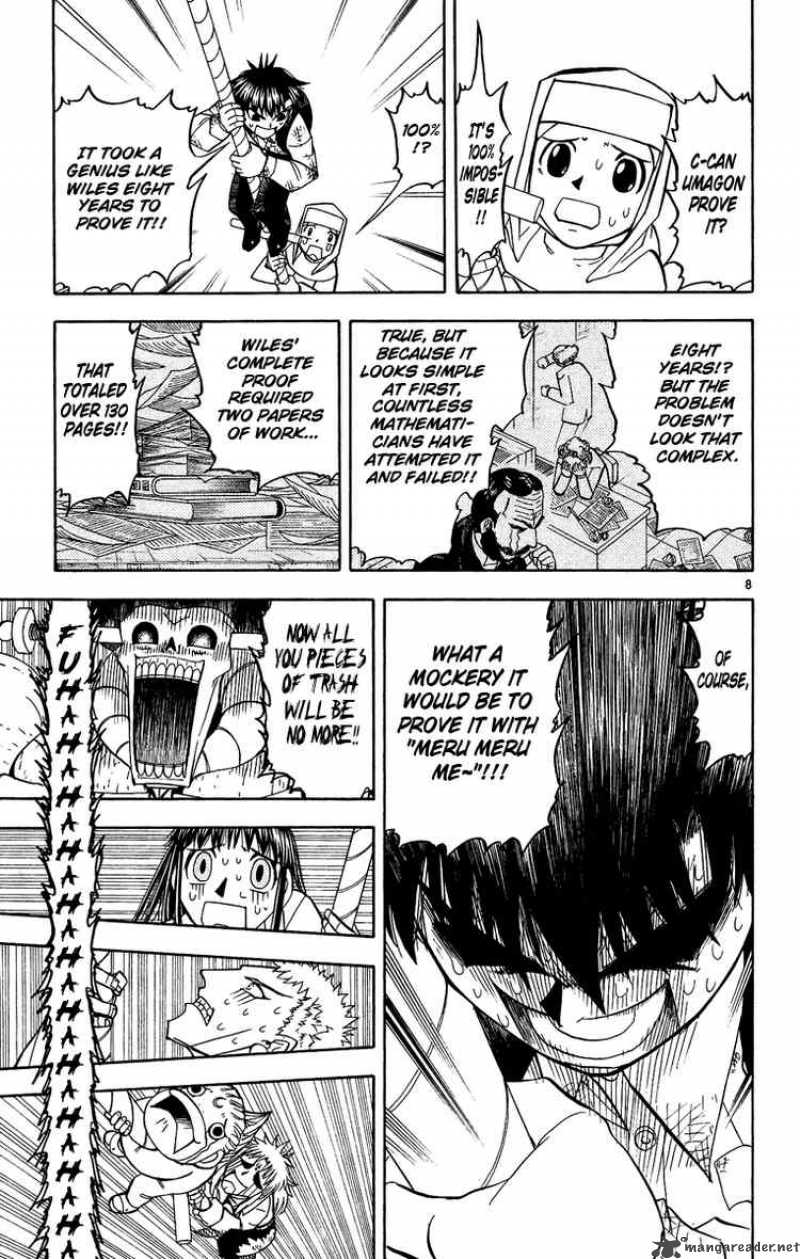 C-CAN
UMAGON
PROVE
IT?
IT'S
100%
IMPOS-
SIBLE
!!
100%
!?
IT TOOK A
GENIUS LIKE
WILES EIGHT
YEARS TO
PROVE IT!!
EIGHT
YEARS!?
BUT THE
PROBLEM
DOESN'T
LOOK THAT
COMPLEX.
TRUE, BUT
BECAUSE IT
LOOKS SIMPLE
AT FIRST,
COUNTLESS
MATHEMATI-
CIANS HAVE
ATTEMPTED IT
AND FAILED!!
WILES'
COMPLETE
PROOF
REQUIRED
TWO PAPERS
OF WORK...
THAT
TOTALED
OVER 130
PAGES!!
8
OF
COURSE,
WHAT A
MOCKERY IT
WOULD BE TO
PROVE IT WITH
"MERU MERU
ME~"!!!
NOW ALL
YOU PIECES
OF TRASH
WILL BE
NO MORE!!
FUHAHAHAHAHAHAHAHAHAHAHA
mangareader.net